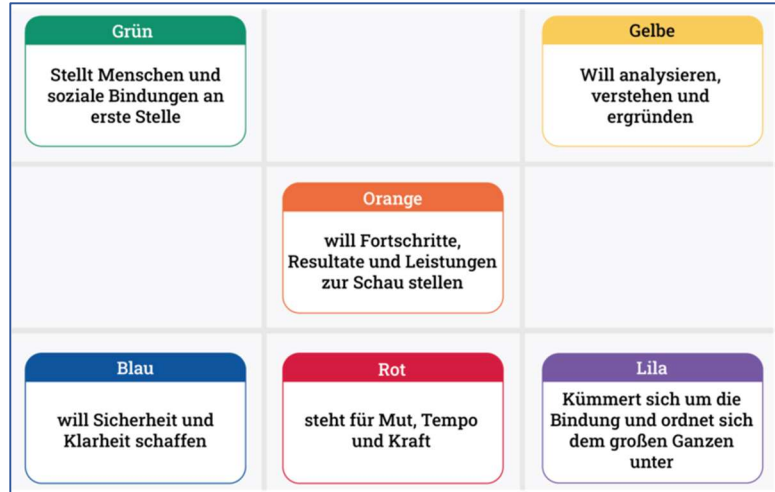 Grün
Stellt Menschen und
soziale Bindungen an
erste Stelle
Gelbe
Will analysieren,
verstehen und
ergründen
Orange
will Fortschritte,
Resultate und Leistungen
zur Schau stellen
Blau
will Sicherheit und
Klarheit schaffen
Rot
steht für Mut, Tempo
und Kraft
Lila
Kümmert sich um die
Bindung und ordnet sich
dem großen Ganzen
unter